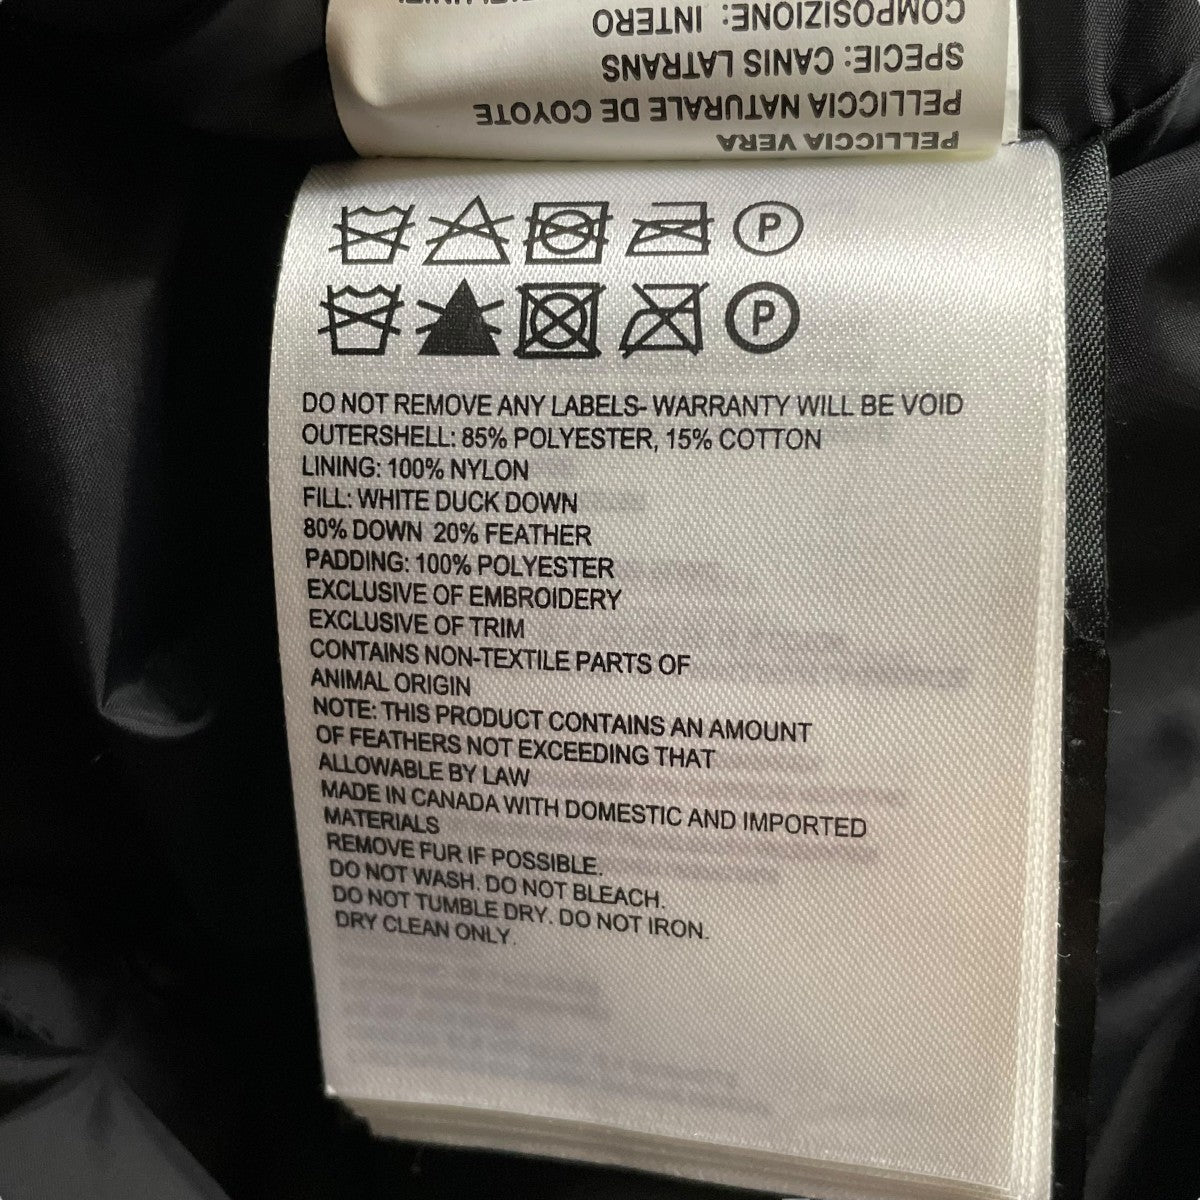 COMPOSIZIONE: INTERO
SPECIE: CANIS LATRANS
PELLICCIA NATURALE DE COYOTE
PELLICCIA VERA
P
P
DO NOT REMOVE ANY LABELS- WARRANTY WILL BE VOID
OUTERSHELL: 85% POLYESTER, 15% COTTON
LINING: 100% NYLON
FILL: WHITE DUCK DOWN
80% DOWN 20% FEATHER
PADDING: 100% POLYESTER
EXCLUSIVE OF EMBROIDERY
EXCLUSIVE OF TRIM
CONTAINS NON-TEXTILE PARTS OF
ANIMAL ORIGIN
NOTE: THIS PRODUCT CONTAINS AN AMOUNT
OF FEATHERS NOT EXCEEDING THAT
ALLOWABLE BY LAW
MADE IN CANADA WITH DOMESTIC AND IMPORTED
MATERIALS
REMOVE FUR IF POSSIBLE.
DO NOT WASH. DO NOT BLEACH.
DO NOT TUMBLE DRY. DO NOT IRON.
DRY CLEAN ONLY.